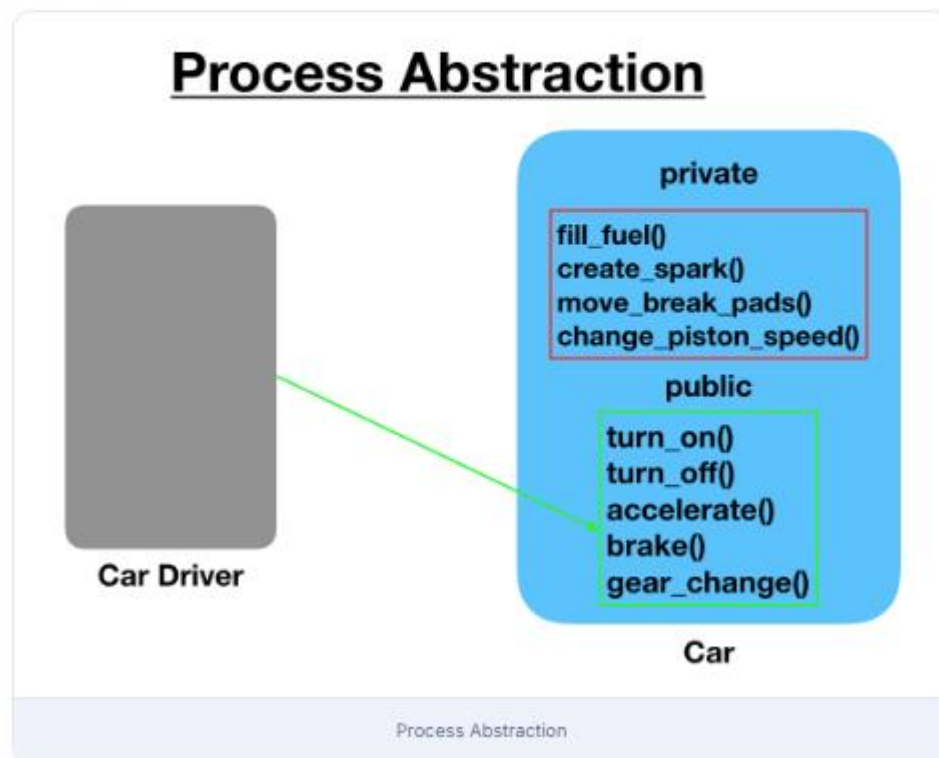 Process Abstraction
private
fill_fuel()
create_spark()
move_break_pads()
change_piston_speed()
public
turn_on()
turn_off()
accelerate()
brake()
gear_change()
Car Driver
Car
Process Abstraction